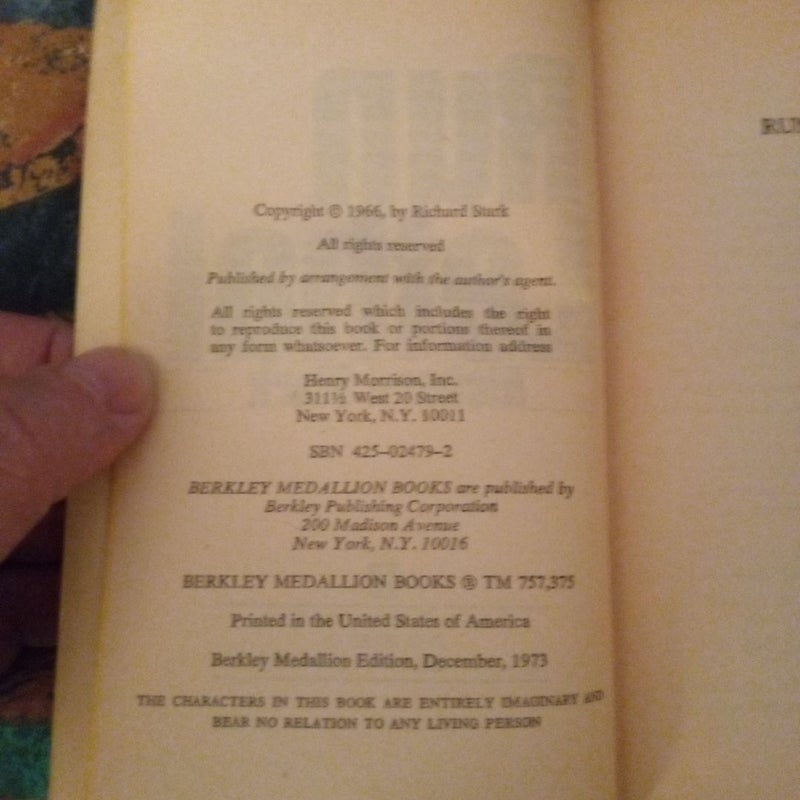 Copyright © 1966, by Richard Stark
All rights reserved
Published by arrangement with the author's agent.
All rights reserved which includes the right
to reproduce this book or portions thereof in
any form whatsoever. For information address
Henry Morrison, Inc.
311½ West 20 Street
New York, N.Y. 10011
SBN 425-02479-2
BERKLEY MEDALLION BOOKS are published by
Berkley Publishing Corporation
200 Madison Avenue
New York, N.Y. 10016
BERKLEY MEDALLION BOOKS ® TM 757,375
Printed in the United States of America
Berkley Medallion Edition, December, 1973
THE CHARACTERS IN THIS BOOK ARE ENTIRELY IMAGINARY AND
BEAR NO RELATION TO ANY LIVING PERSON